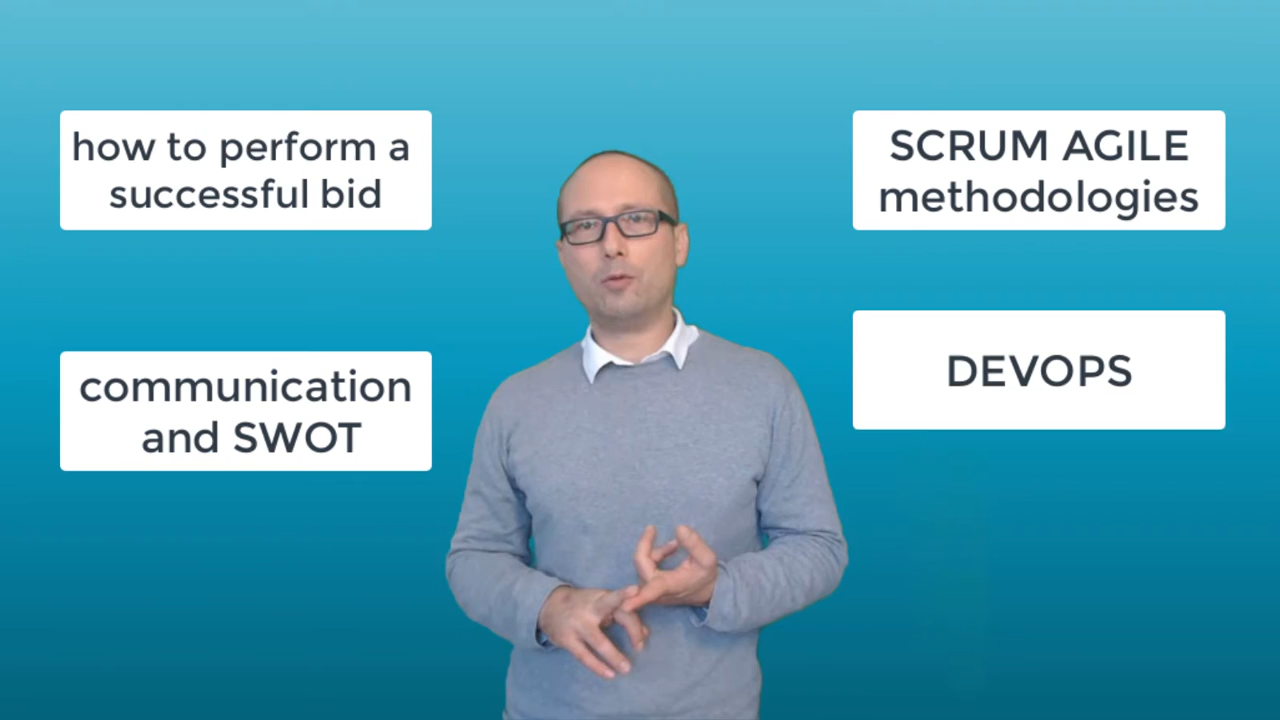 how to perform a
successful bid
communication
and SWOT
SCRUM AGILE
methodologies
DEVOPS